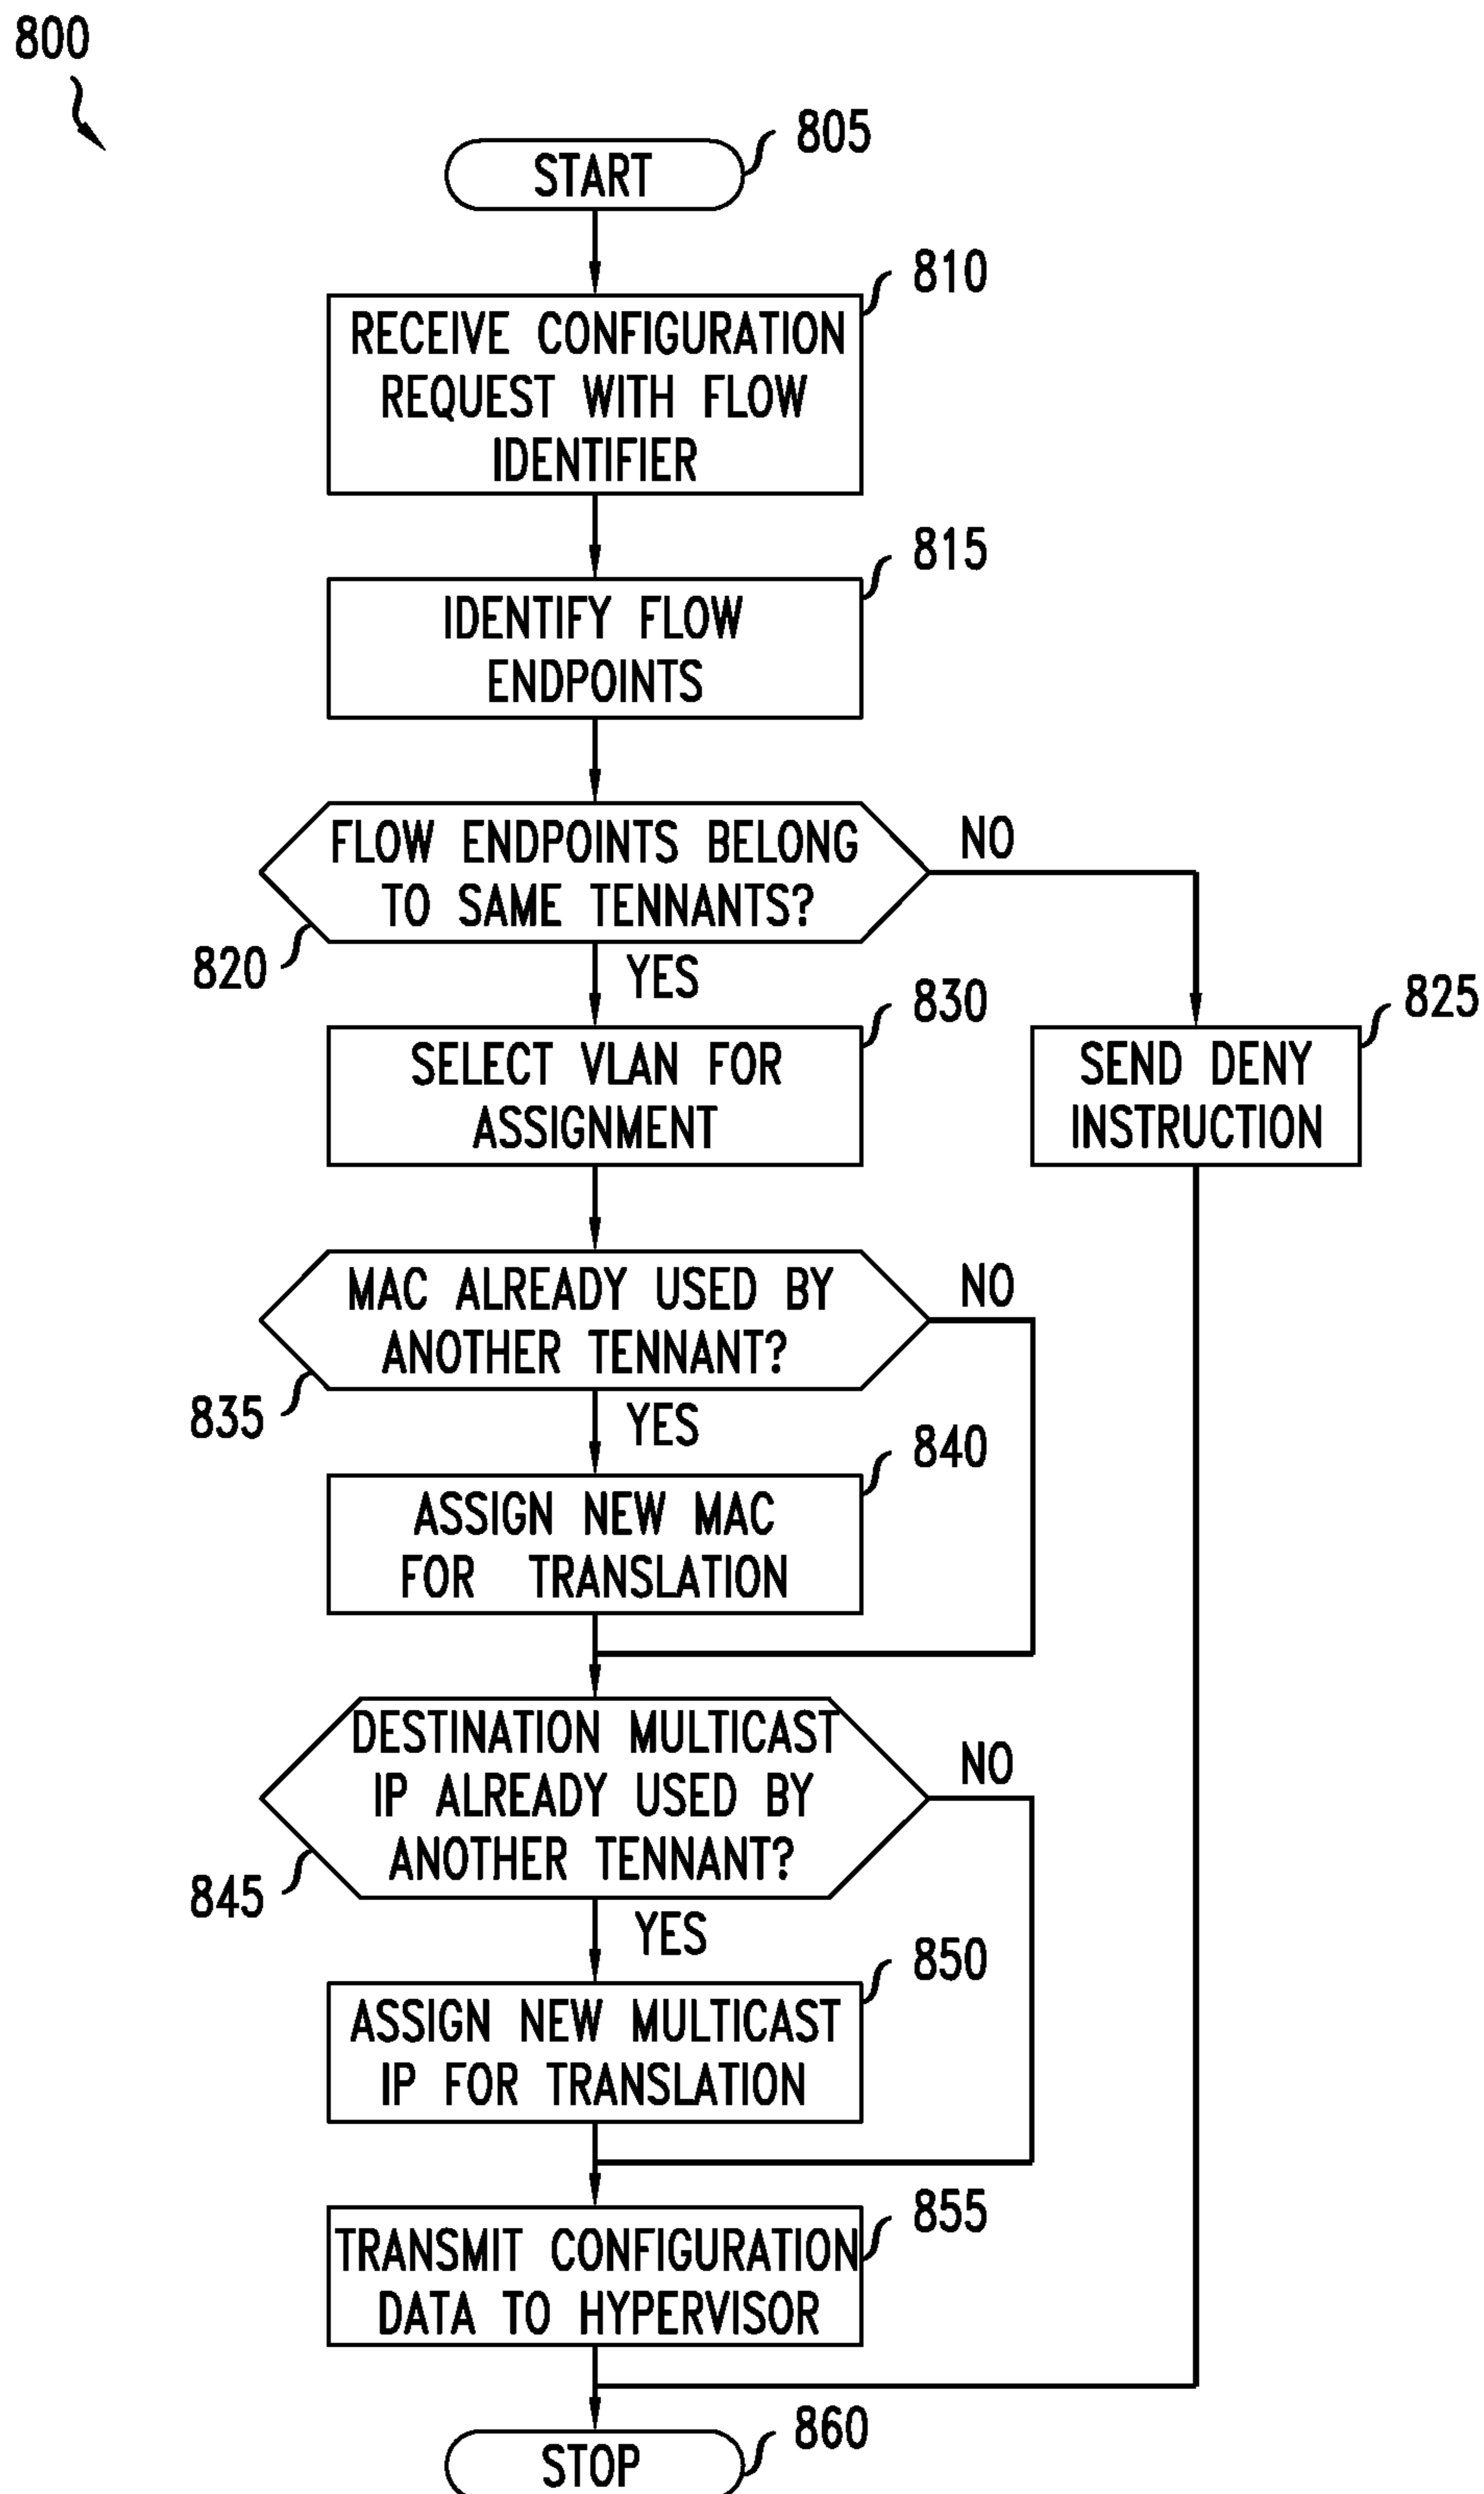 800
START
805
RECEIVE CONFIGURATION
REQUEST WITH FLOW
IDENTIFIER
810
IDENTIFY FLOW
ENDPOINTS
815
FLOW ENDPOINTS BELONG
TO SAME TENNANTS?
820
NO
YES
SELECT VLAN FOR
ASSIGNMENT
830
SEND DENY
INSTRUCTION
825
MAC ALREADY USED BY
ANOTHER TENNANT?
835
NO
YES
ASSIGN NEW MAC
FOR TRANSLATION
840
DESTINATION MULTICAST
IP ALREADY USED BY
ANOTHER TENNANT?
845
NO
YES
ASSIGN NEW MULTICAST
IP FOR TRANSLATION
850
TRANSMIT CONFIGURATION
DATA TO HYPERVISOR
855
STOP
860